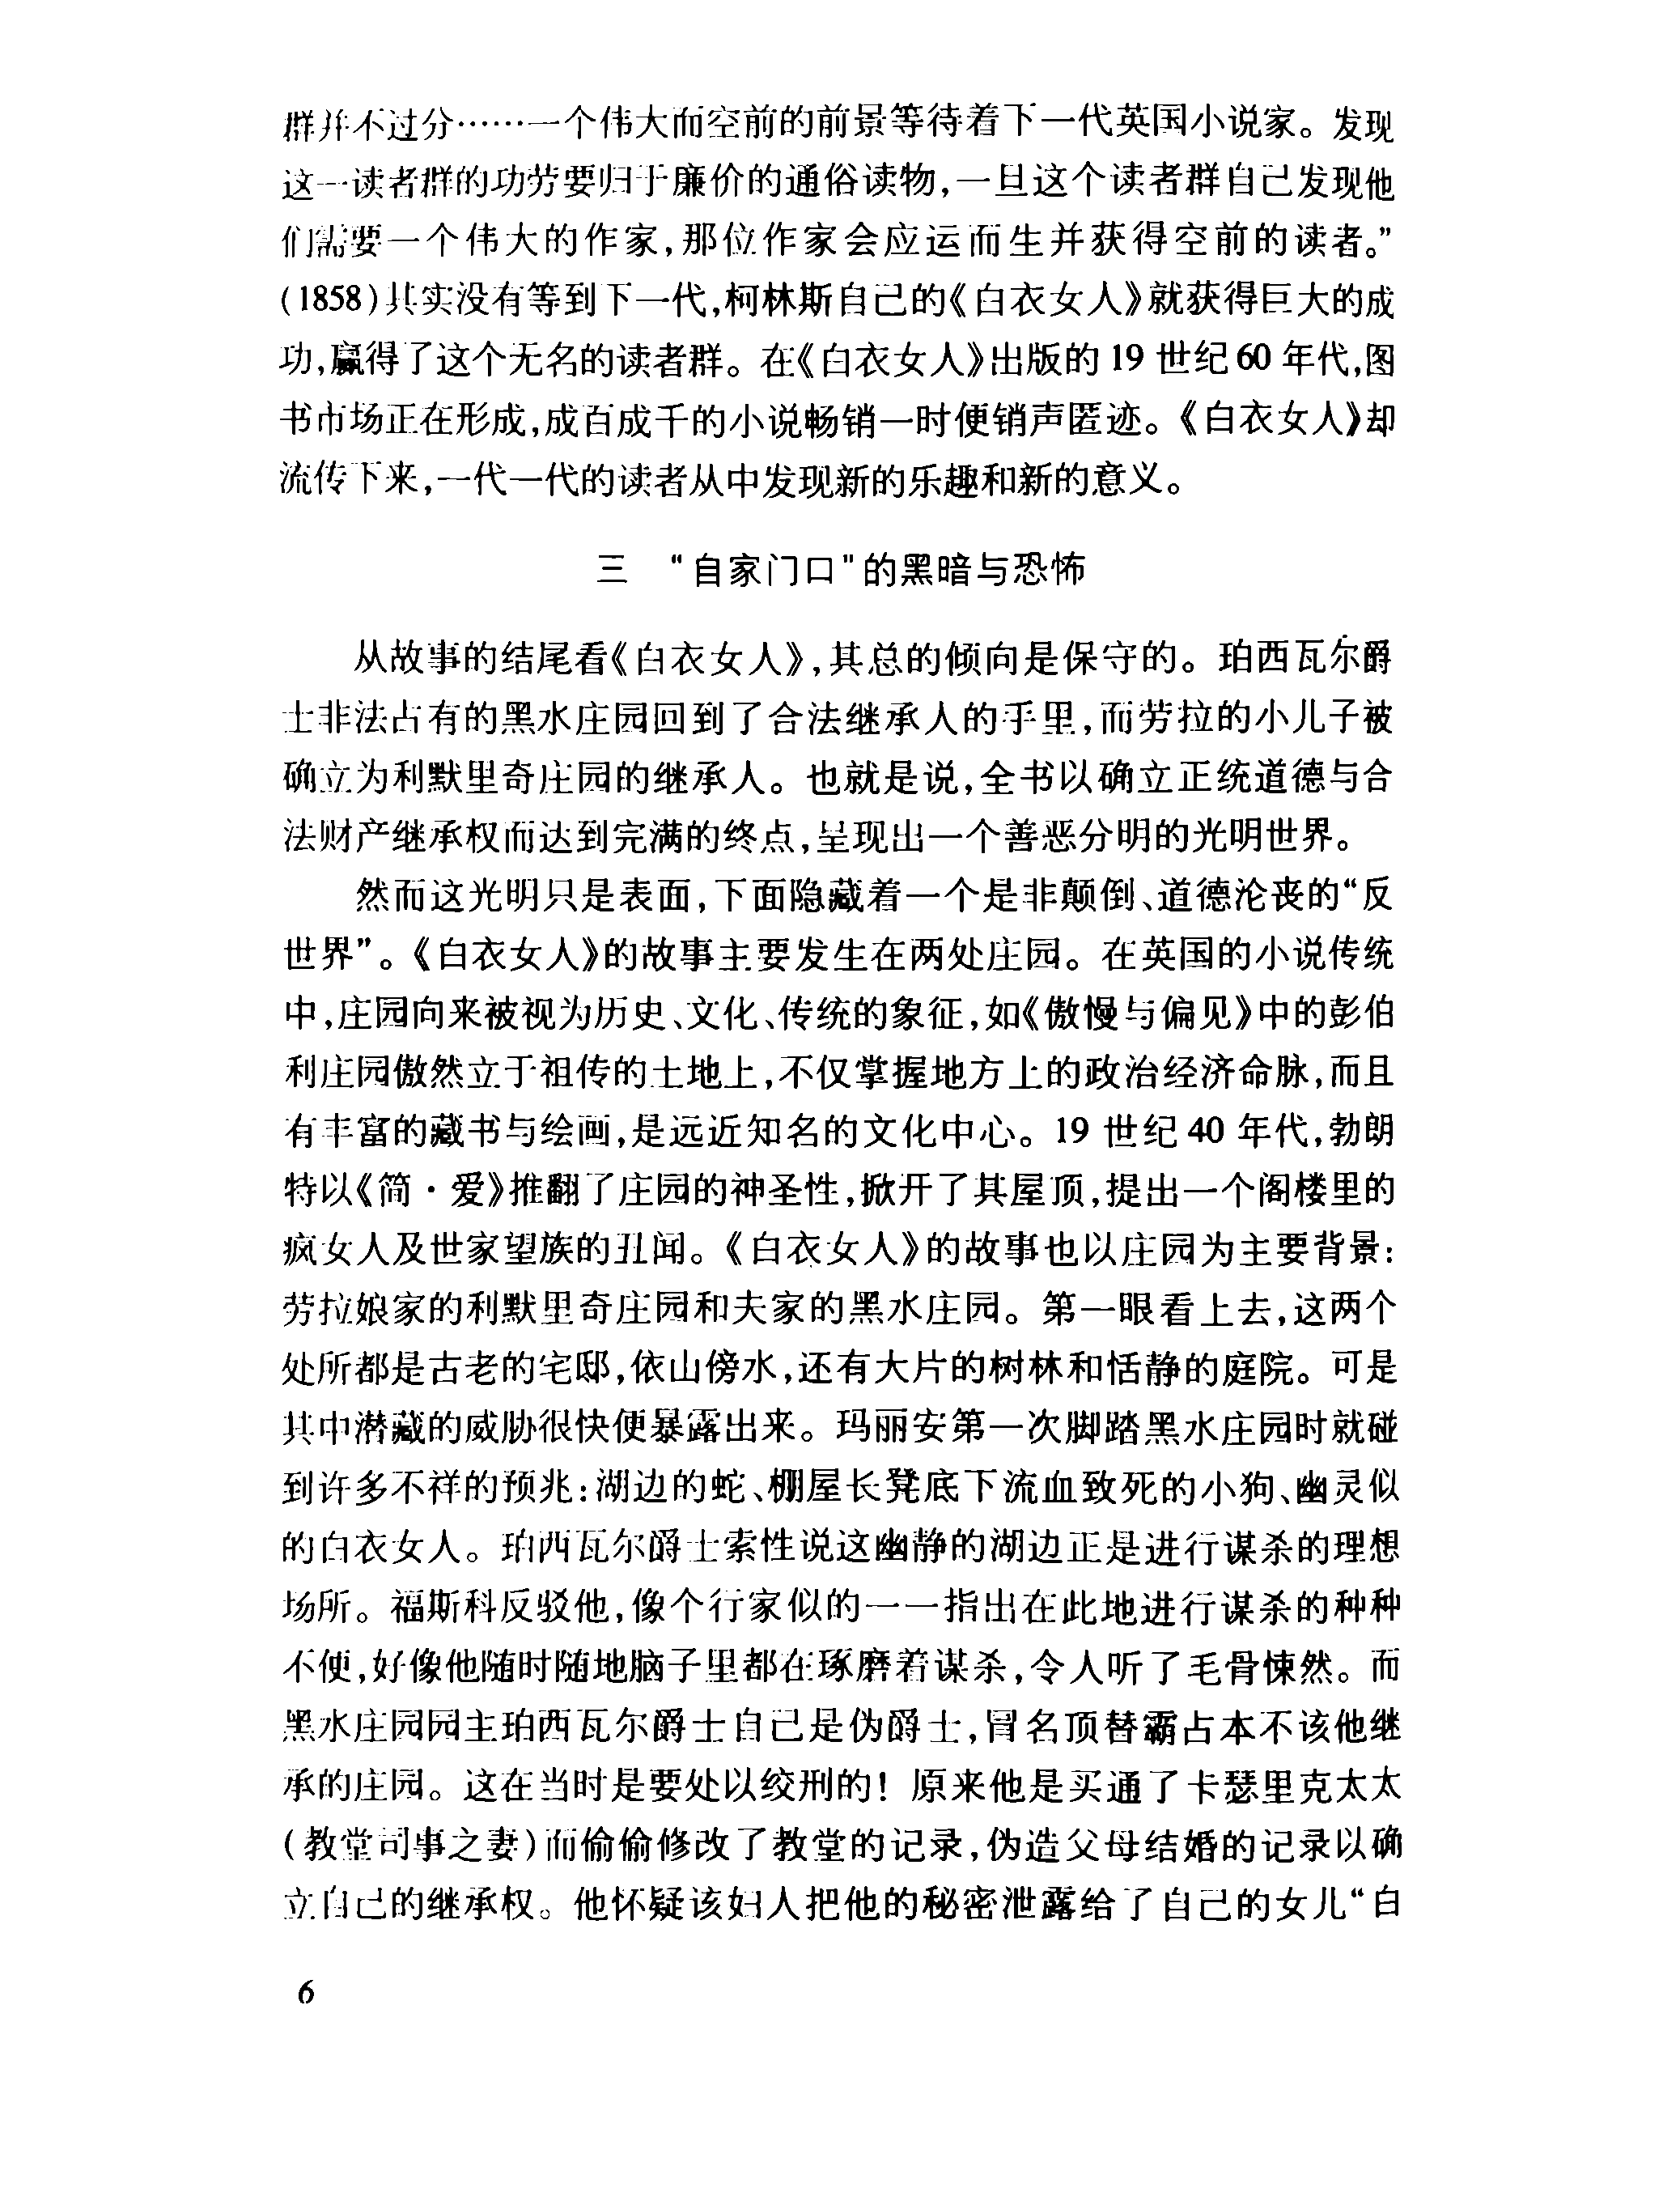 群并不过分……一个伟大而空前的前景等待着下一代英国小说家。发现
这一读者群的功劳要归于廉价的通俗读物,一旦这个读者群自己发现他
们需要一个伟大的作家,那位作家会应运而生并获得空前的读者。”
(1858)其实没有等到下一代,柯林斯自己的《白衣女人》就获得巨大的成
功,赢得了这个无名的读者群。在《白衣女人》出版的19世纪60年代,图
书市场正在形成,成百成千的小说畅销一时便销声匿迹。《白衣女人》却
流传下来,一代一代的读者从中发现新的乐趣和新的意义。
三 “自家门口”的黑暗与恐怖
从故事的结尾看《白衣女人》,其总的倾向是保守的。珀西瓦尔爵
士非法占有的黑水庄园回到了合法继承人的手里,而劳拉的小儿子被
确立为利默里奇庄园的继承人。也就是说,全书以确立正统道德与合
法财产继承权而达到完满的终点,呈现出一个善恶分明的光明世界。
然而这光明只是表面,下面隐藏着一个是非颠倒、道德沦丧的“反
世界”。《白衣女人》的故事主要发生在两处庄园。在英国的小说传统
中,庄园向来被视为历史、文化、传统的象征,如《傲慢与偏见》中的彭伯
利庄园傲然立于祖传的土地上,不仅掌握地方上的政治经济命脉,而且
有丰富的藏书与绘画,是远近知名的文化中心。19世纪40年代,勃朗
特以《简·爱》推翻了庄园的神圣性,掀开了其屋顶,提出一个阁楼里的
疯女人及世家望族的丑闻。《白衣女人》的故事也以庄园为主要背景:
劳拉娘家的利默里奇庄园和夫家的黑水庄园。第一眼看上去,这两个
处所都是古老的宅邸,依山傍水,还有大片的树林和恬静的庭院。可是
其中潜藏的威胁很快便暴露出来。玛丽安第一次脚踏黑水庄园时就碰
到许多不祥的预兆:湖边的蛇、棚屋长凳底下流血致死的小狗、幽灵似
的白衣女人。珀西瓦尔爵士索性说这幽静的湖边正是进行谋杀的理想
场所。福斯科反驳他,像个行家似的一一指出在此地进行谋杀的种种
不便,好像他随时随地脑子里都在琢磨着谋杀,令人听了毛骨悚然。而
黑水庄园园主珀西瓦尔爵士自己是伪爵士,冒名顶替霸占本不该他继
承的庄园。这在当时是要处以绞刑的!原来他是买通了卡瑟里克太太
(教堂司事之妻)而偷偷修改了教堂的记录,伪造父母结婚的记录以确
立自己的继承权。他怀疑该妇人把他的秘密泄露给了自己的女儿“白
6